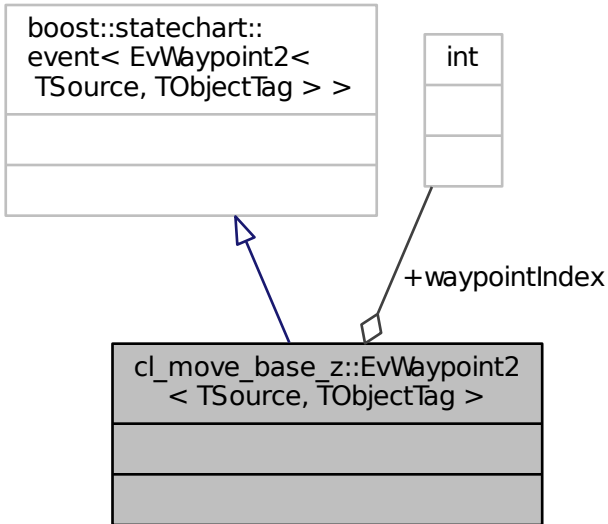 boost::statechart::
event< EvWaypoint2<
TSource, TObjectTag > >
int
+waypointIndex
cl_move_base_z::EvWaypoint2
< TSource, TObjectTag >